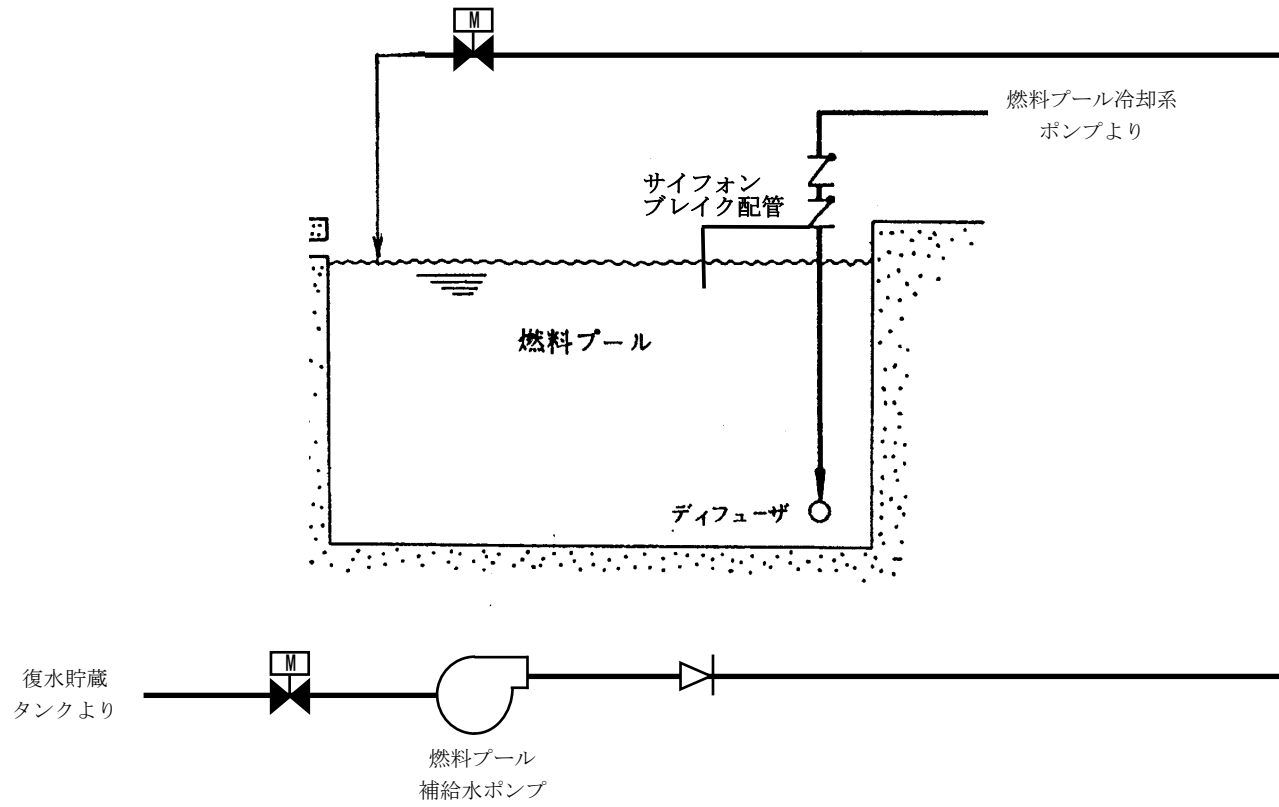 M
燃料プール冷却系
ポンプより
サイフォン
ブレイク配管
燃料プール
ディフューザ
M
復水貯蔵
タンクより
燃料プール
補給水ポンプ